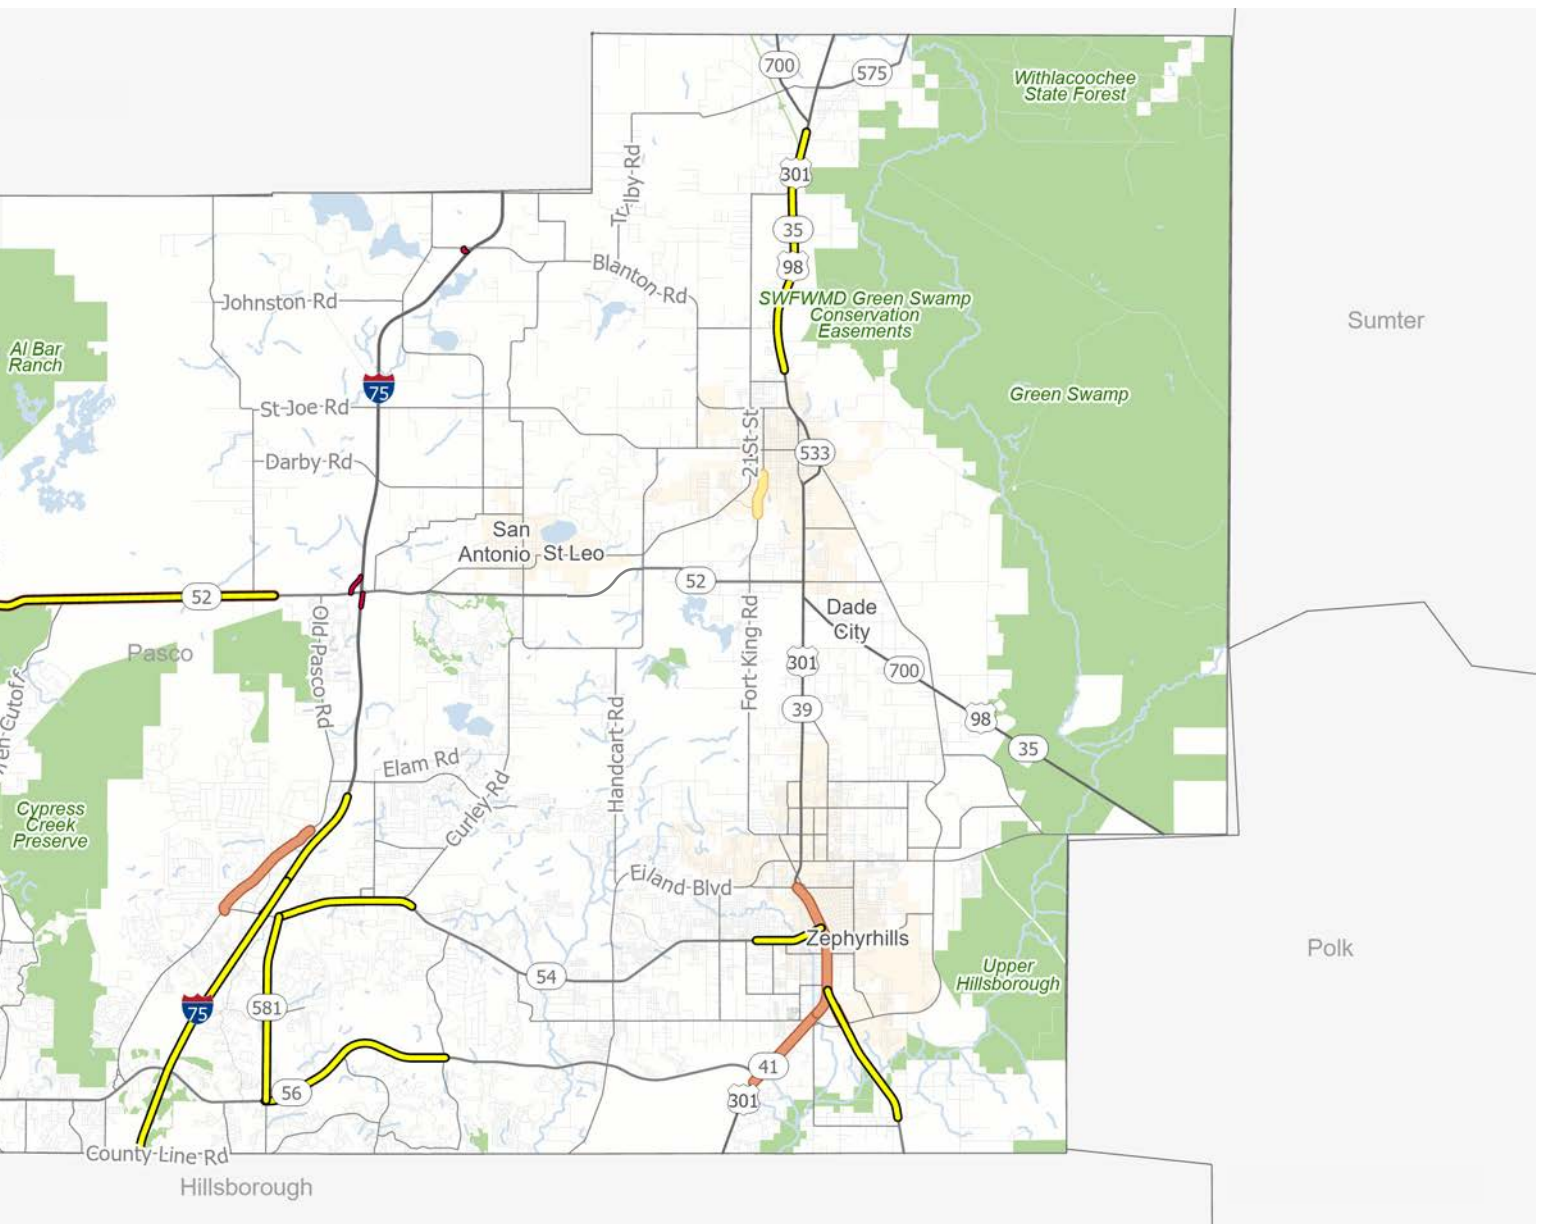 700
575
Withlacoochee
State Forest
301
Trilby-Rd
35
98
Blanton-Rd
Johnston-Rd
SWFWMD Green Swamp
Conservation
Easements
Sumter
Al Bar
Ranch
75
Green Swamp
St-Joe-Rd
21St-St
533
Darby-Rd
San
Antonio
St-Leo
52
52
Dade
City
Old-Pasco-Rd
Fort-King-Rd
Pasco
301
700
39
98
35
Handcart-Rd
Elam Rd
Curley-Rd
Cypress
Creek
Preserve
Eiland-Blvd
Zephyrhills
Polk
54
Upper
Hillsborough
75
581
41
56
301
County-Line-Rd
Hillsborough